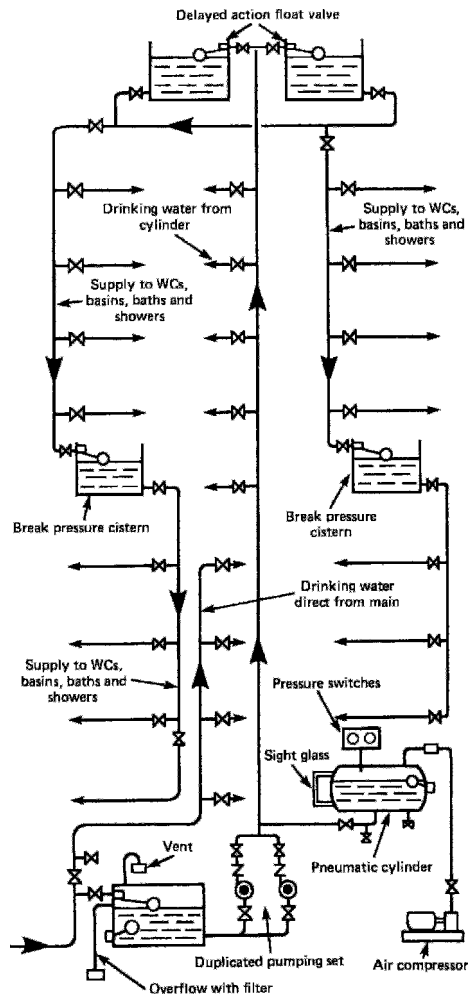 Delayed action float valve
Drinking water from
cylinder
Supply to WCs,
basins, baths and
showers
Supply to WCs,
basins, baths and
showers
Break pressure cistern
Break pressure
cistern
Drinking water
direct from main
Supply to WCs,
basins, baths and
showers
Pressure switches
Sight glass
Vent
Pneumatic cylinder
Duplicated pumping set
Air compressor
Overflow with filter